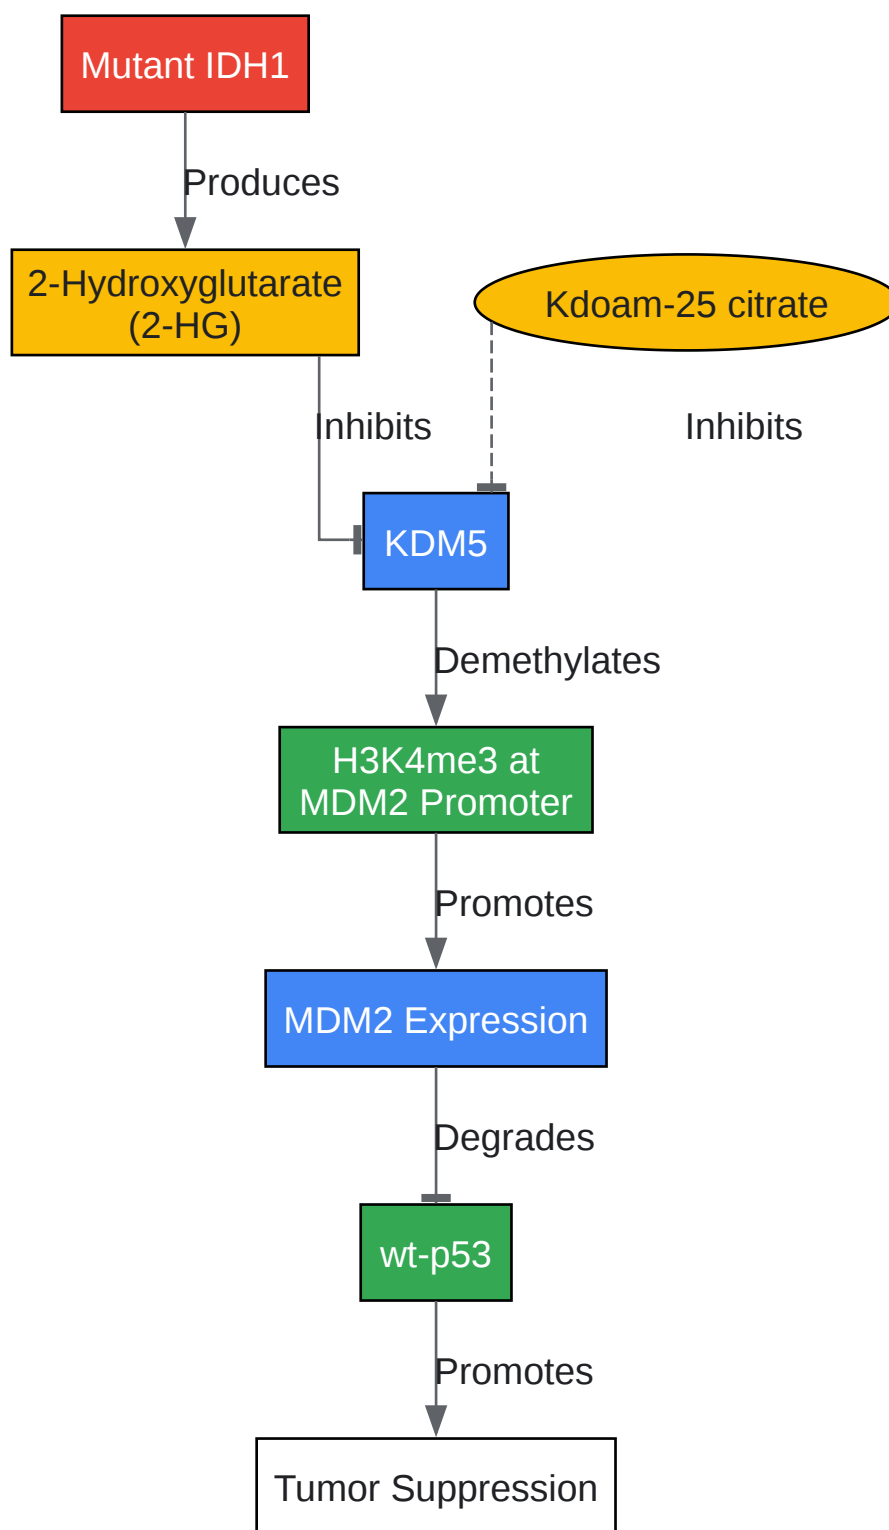 Mutant IDH1
Produces
2-Hydroxyglutarate
(2-HG)
Kdoam-25 citrate
Inhibits
Inhibits
KDM5
Demethylates
H3K4me3 at
MDM2 Promoter
Promotes
MDM2 Expression
Degrades
wt-p53
Promotes
Tumor Suppression